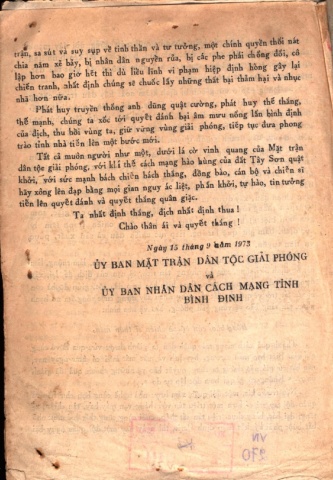 trận, sa sút và suy sụp về tinh thần và tư tưởng, một chính quyền thối nát
chia năm xẻ bảy, bị nhân dân nguyền rủa, bị các phe phái chống đối, cô
lập hơn bao giờ hết thì dù liều lĩnh vi phạm hiệp định hòng gây lại
chiến tranh, nhất định chúng sẽ chuốc lấy những thất bại thảm hại và nhục
nhã hơn nữa.
Phát huy truyền thống anh dũng quật cường, phát huy thế thắng,
thế mạnh, chúng ta xốc tới quyết đánh bại âm mưu nống lấn bình định
của địch, thu hồi vùng ta, giữ vững vùng giải phóng, tiếp tục đưa phong
trào tỉnh nhà tiến lên một bước mới.
Tất cả muôn người như một, dưới lá cờ vinh quang của Mặt trận
dân tộc giải phóng, với khí thế cách mạng hào hùng của đất Tây Sơn quật
khởi, với sức mạnh bách chiến bách thắng, đồng bào, cán bộ và chiến sĩ
hãy xông lên đạp bằng mọi gian nguy ác liệt, phấn khởi, tự hào, tin tưởng
tiến lên quyết đánh và quyết thắng quân giặc.
Ta nhất định thắng, địch nhất định thua !
Chào thân ái và quyết thắng !
Ngày 15 tháng 9 năm 1973
ỦY BAN MẶT TRẬN DÂN TỘC GIẢI PHÓNG
và
ỦY BAN NHÂN DÂN CÁCH MẠNG TỈNH
BÌNH ĐỊNH
VN
270